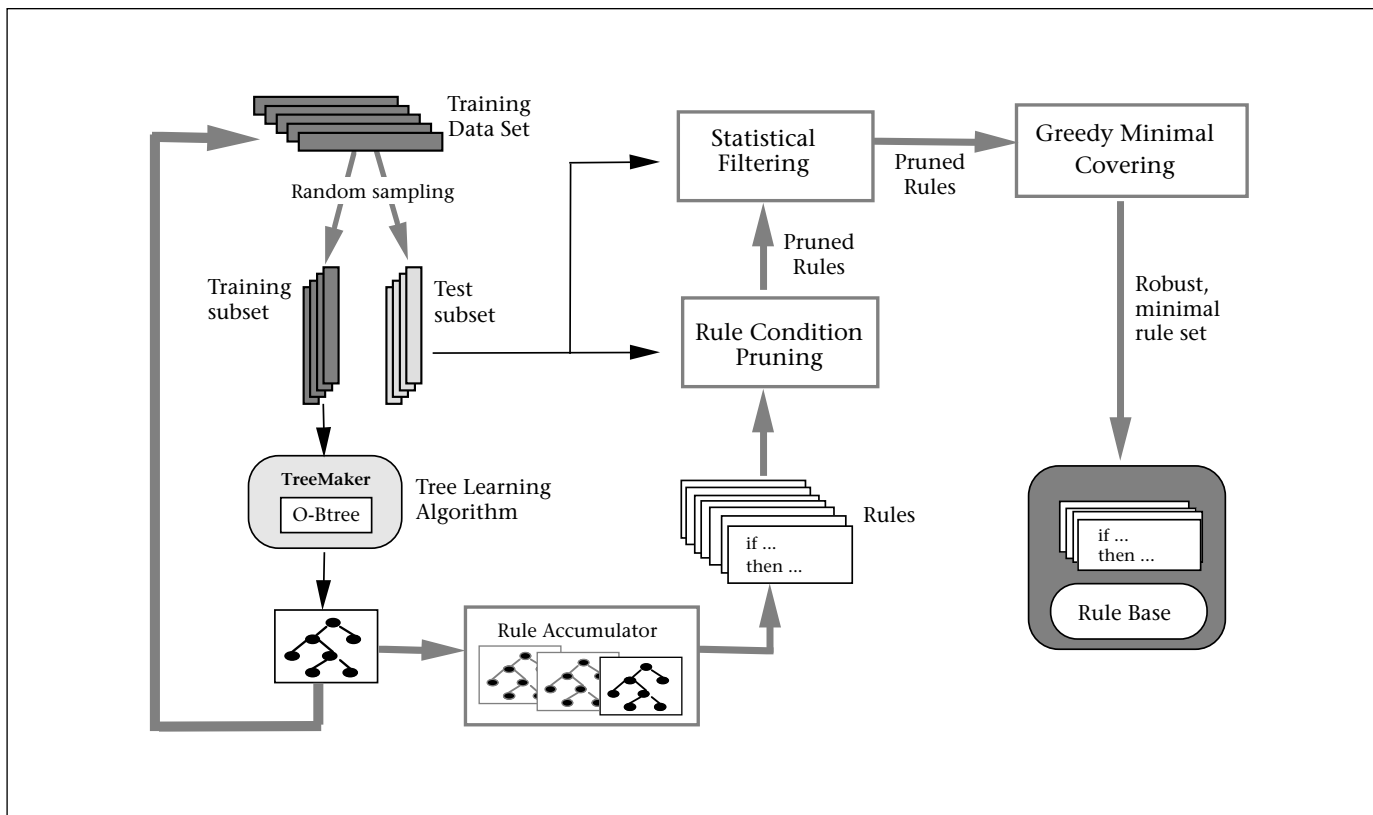 Training
Data Set
Random sampling
Training
subset
Test
subset
TreeMaker
O-Btree
Tree Learning
Algorithm
Rule Accumulator
if ...
then ...
Rules
Rule Condition
Pruning
Pruned
Rules
Statistical
Filtering
Pruned
Rules
Greedy Minimal
Covering
Robust,
minimal
rule set
if ...
then ...
Rule Base